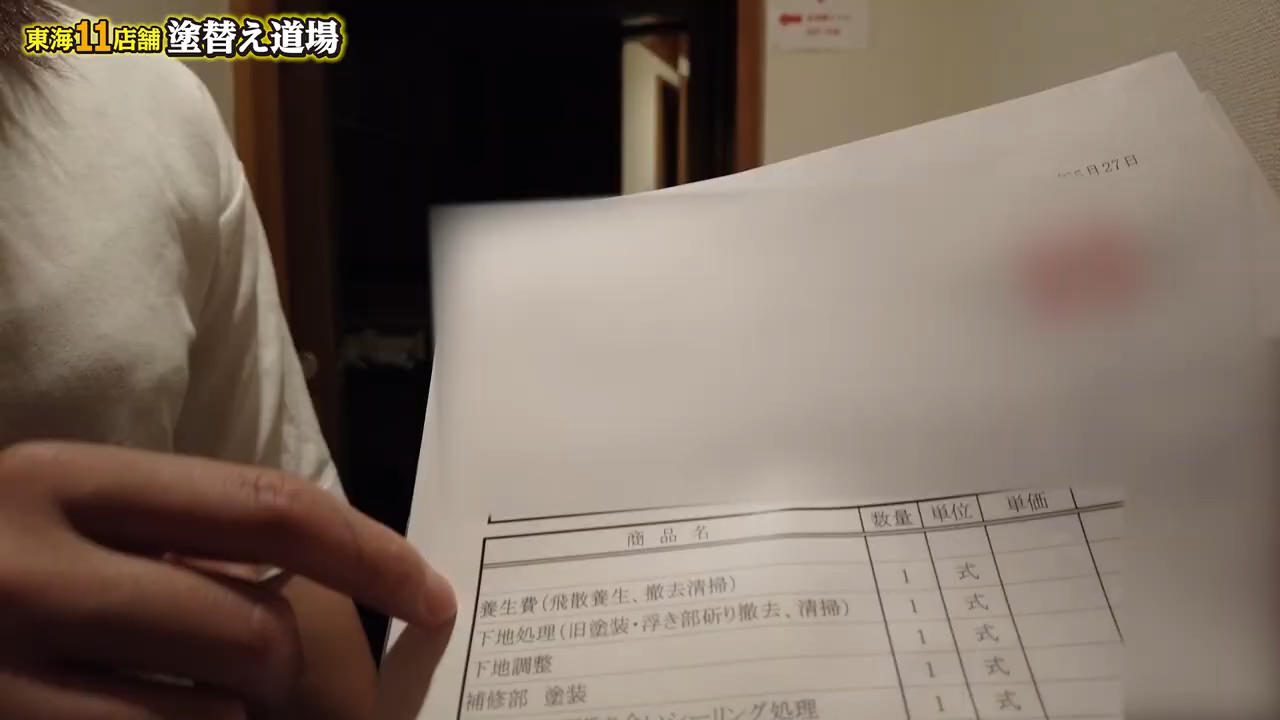 東海11店舗 塗替え道場
月27日
商品名 数量 単位 単価
養生費(飛散養生、撤去清掃) 1 式
下地処理(旧塗装・浮き部斫り撤去、清掃) 1 式
下地調整 1 式
補修部 塗装 1 式
シーリング処理 1 式